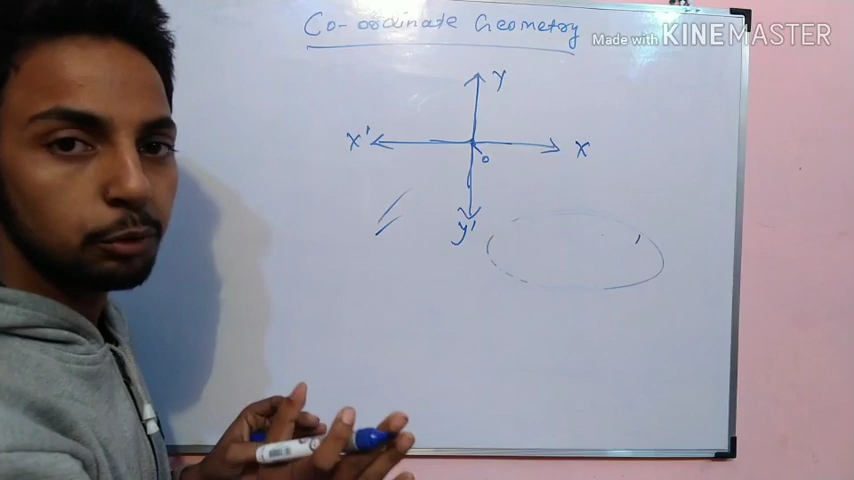 Co-ordinate Geometry
Made with KINEMASTER
Y
X'
X
o
y'